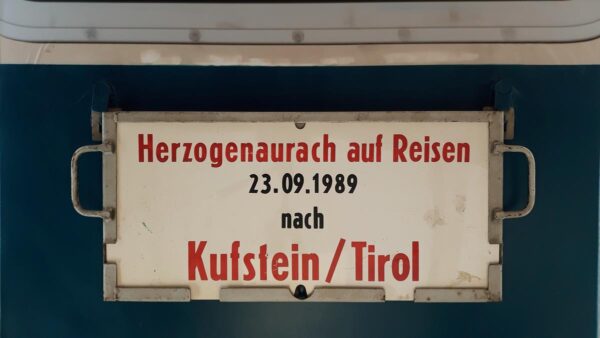 Herzogenaurach auf Reisen
23.09.1989
nach
Kufstein/Tirol